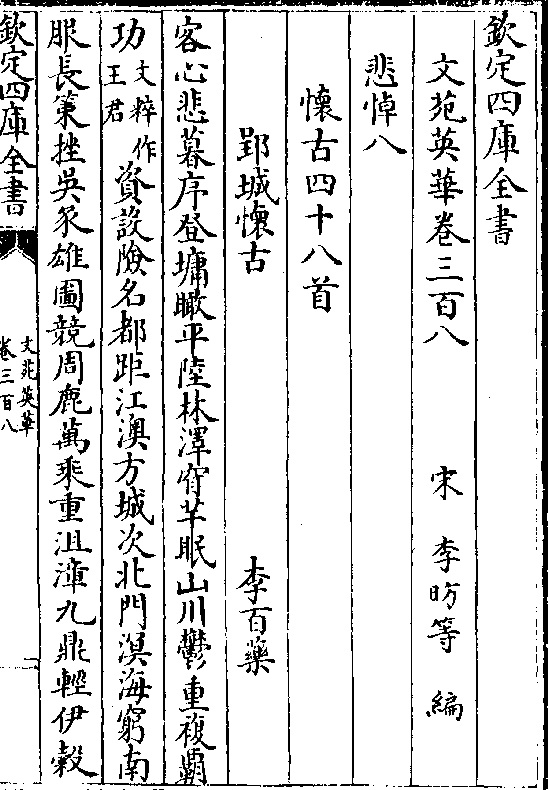 欽定四庫全書
文苑英華卷三百八　宋　李昉等　編
悲悼八
懷古四十八首
郢城懷古　李百藥
客心悲暮序登墉瞰平陸林澤窅芊眠山川鬱重複霸
功文粹作王君資設險名都距江澳方城次北門溟海窮南
服長策挫吳豕雄圖競周鹿萬乘重沮漳九鼎輕伊穀
欽定四庫全書
文苑英華
卷三百八